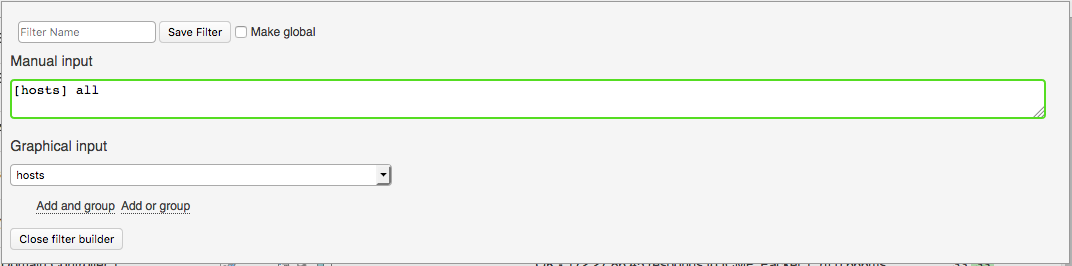 Filter Name Save Filter Make global
Manual input
[hosts] all
Graphical input
hosts
Add and group Add or group
Close filter builder